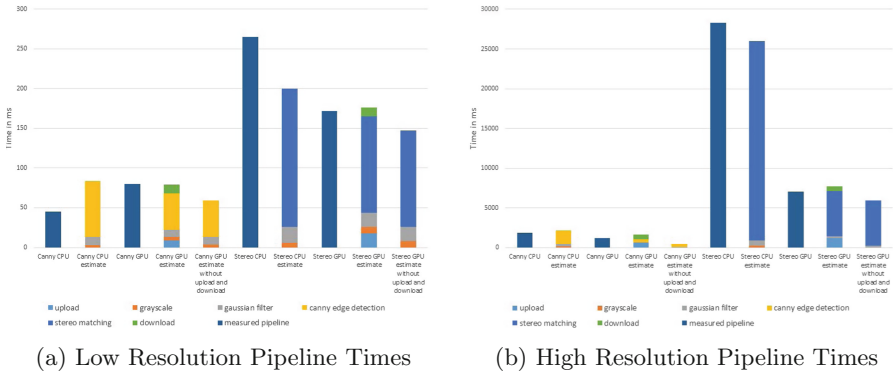 300
250
200
150
100
50
0
Time in ms
Canny CPU
Canny CPU estimate
Canny GPU
Canny GPU estimate
Canny GPU estimate without upload and download
Stereo CPU
Stereo CPU estimate
Stereo GPU
Stereo GPU estimate
Stereo GPU estimate without upload and download
upload grayscale gaussian filter canny edge detection
stereo matching download measured pipeline
(a) Low Resolution Pipeline Times
30000
25000
20000
15000
10000
5000
0
Time in ms
Canny CPU
Canny CPU estimate
Canny GPU
Canny GPU estimate
Canny GPU estimate without upload and download
Stereo CPU
Stereo CPU estimate
Stereo GPU
Stereo GPU estimate
Stereo GPU estimate without upload and download
upload grayscale gaussian filter canny edge detection
stereo matching download measured pipeline
(b) High Resolution Pipeline Times